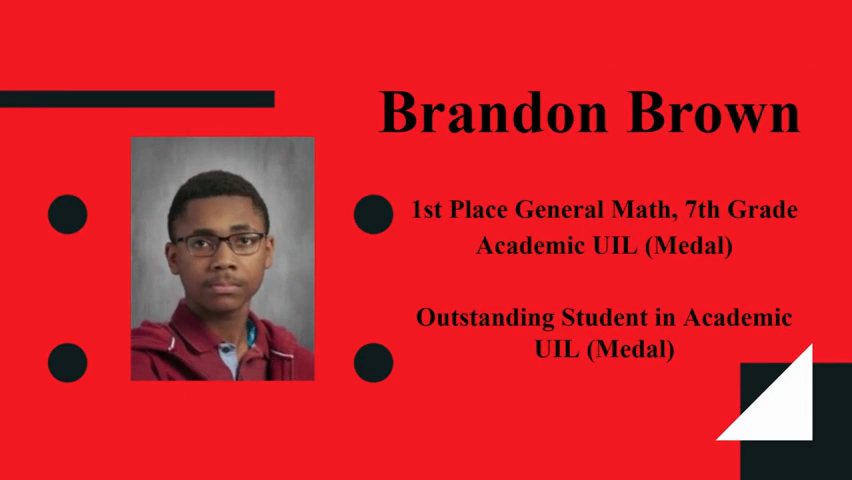 Brandon Brown
1st Place General Math, 7th Grade
Academic UIL (Medal)
Outstanding Student in Academic
UIL (Medal)